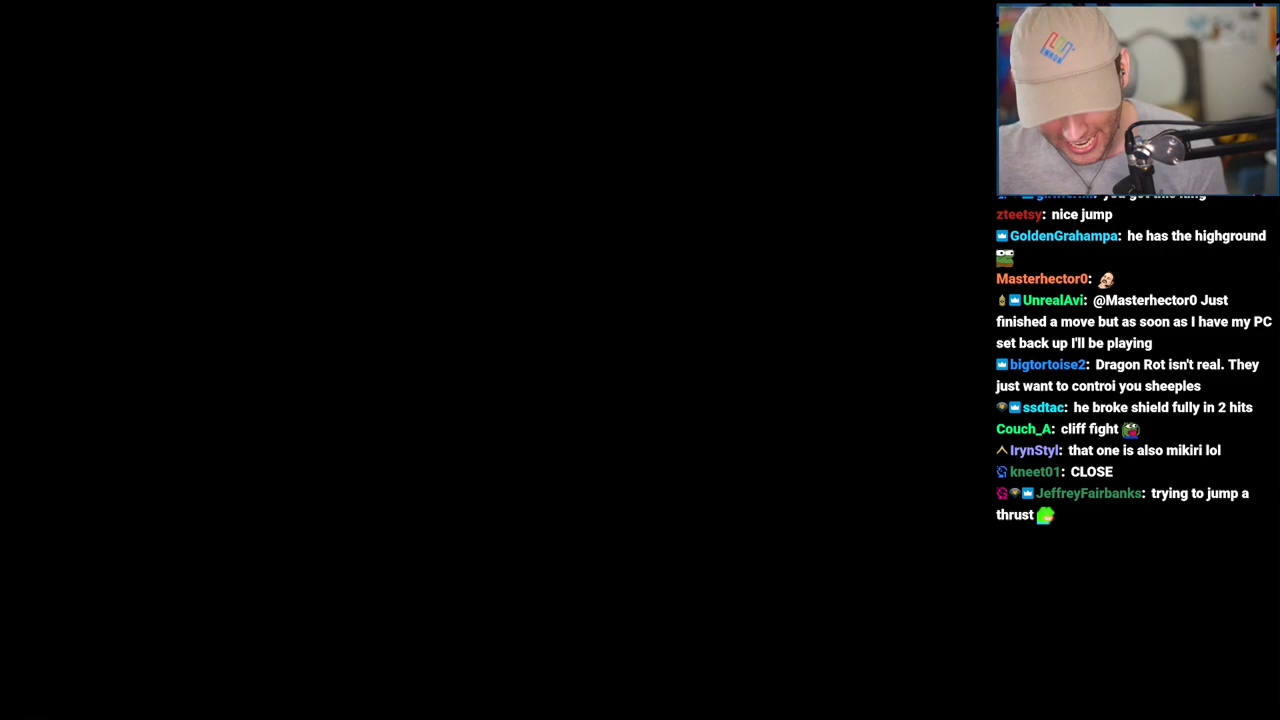 zteetsy: nice jump
GoldenGrahampa: he has the highground
Masterhector0:
UnrealAvi: @Masterhector0 Just
finished a move but as soon as I have my PC
set back up I'll be playing
bigtortoise2: Dragon Rot isn't real. They
just want to controi you sheeples
ssdtac: he broke shield fully in 2 hits
Couch_A: cliff fight
IrynStyl: that one is also mikiri lol
kneet01: CLOSE
JeffreyFairbanks: trying to jump a
thrust